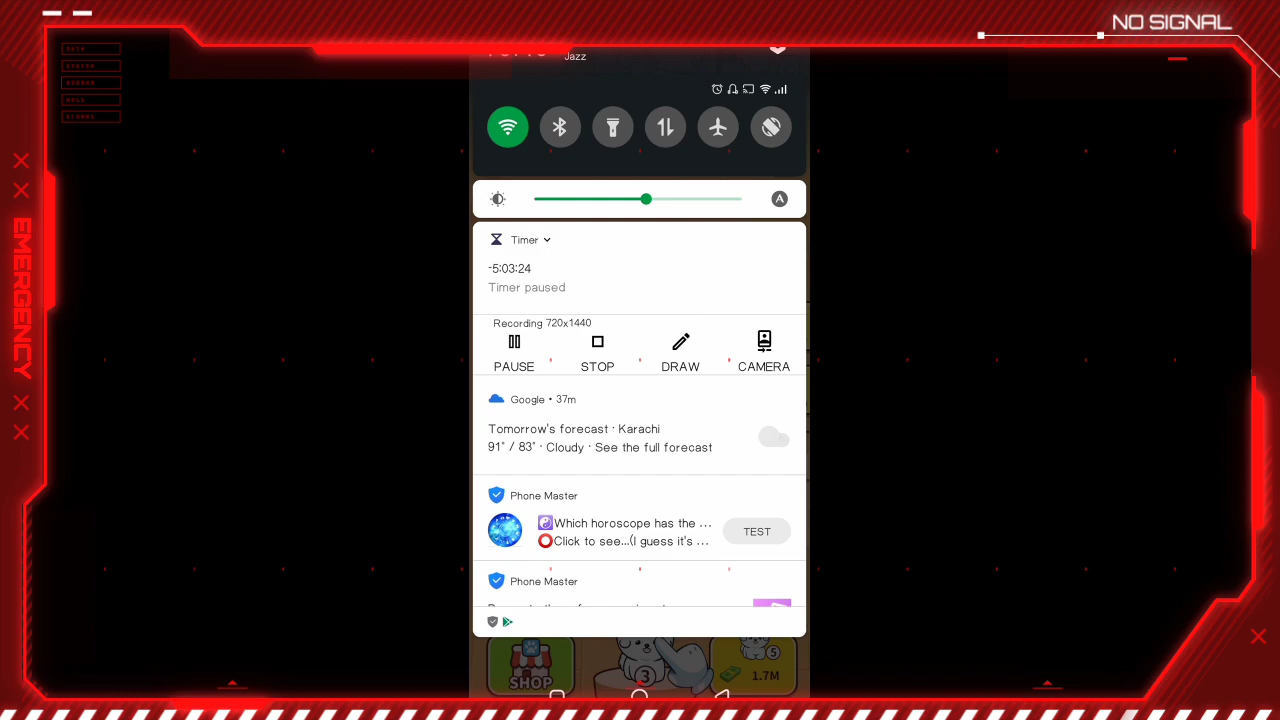 NO SIGNAL
Jazz
A
Timer
-5:03:24
Timer paused
Recording 720x1440
PAUSE STOP DRAW CAMERA
Google • 37m
Tomorrow's forecast · Karachi
91° / 83° · Cloudy · See the full forecast
Phone Master
☯Which horoscope has the ...
⭕Click to see...(I guess it's ...
TEST
Phone Master
SHOP
3
5
1.7M
EMERGENCY